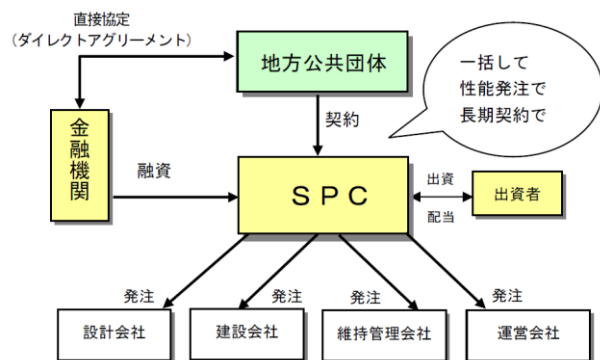 直接協定
（ダイレクトアグリーメント）
地方公共団体
一括して
性能発注で
長期契約で
金融機関
契約
融資
ＳＰＣ
出資
配当
出資者
発注
発注
発注
発注
設計会社
建設会社
維持管理会社
運営会社